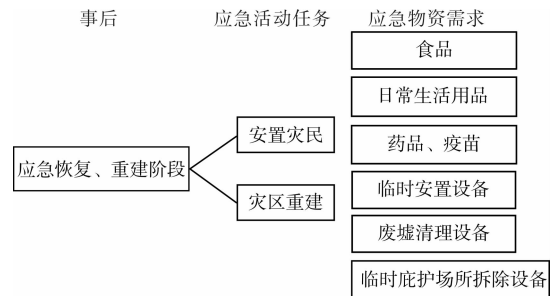 事后 应急活动任务 应急物资需求
食品
日常生活用品
安置灾民
药品、疫苗
应急恢复、重建阶段
临时安置设备
灾区重建
废墟清理设备
临时庇护场所拆除设备